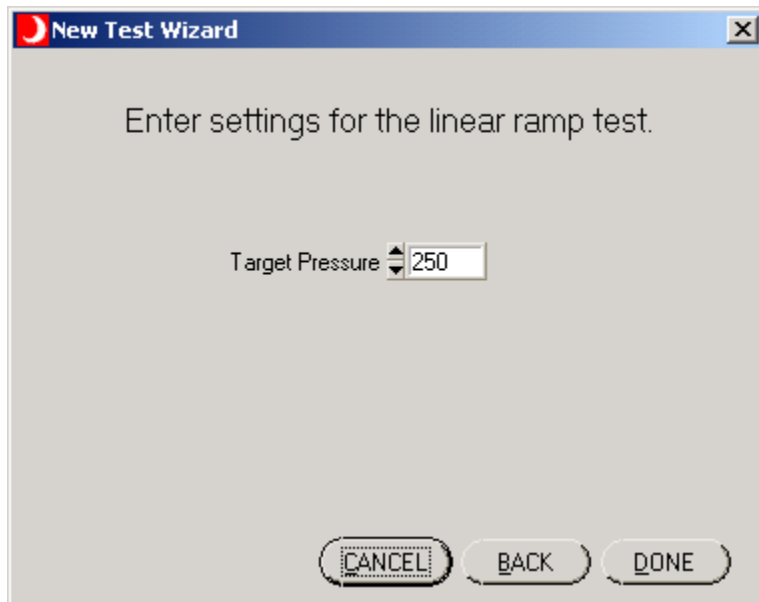 New Test Wizard
Enter settings for the linear ramp test.
Target Pressure 250
CANCEL BACK DONE